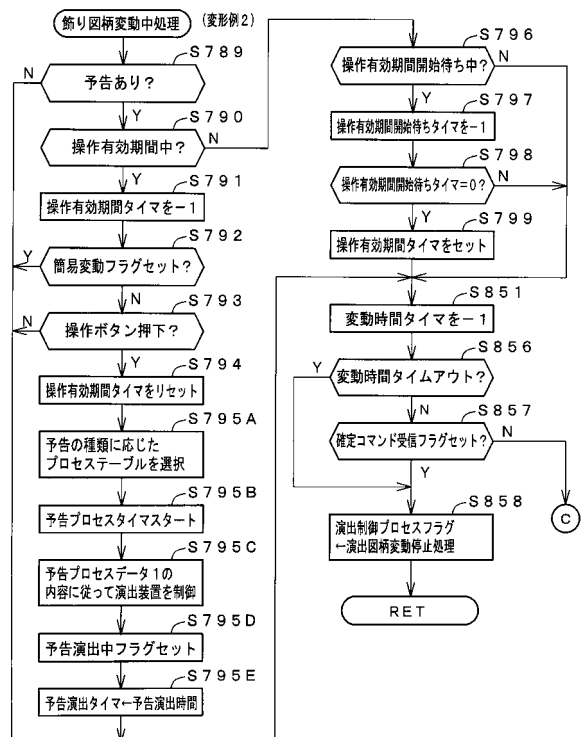 飾り図柄変動中処理
(変形例2)
S789
N
予告あり?
Y
S790
操作有効期間中?
N
Y
S791
操作有効期間タイマを-1
S792
Y
簡易変動フラグセット?
N
S793
N
操作ボタン押下?
Y
S794
操作有効期間タイマをリセット
S795A
予告の種類に応じた
プロセステーブルを選択
S795B
予告プロセスタイマスタート
S795C
予告プロセスデータ1の
内容に従って演出装置を制御
S795D
予告演出中フラグセット
S795E
予告演出タイマ←予告演出時間
S796
操作有効期間開始待ち中?
N
Y
S797
操作有効期間開始待ちタイマを-1
S798
操作有効期間開始待ちタイマ=0?
N
Y
S799
操作有効期間タイマをセット
S851
変動時間タイマを-1
S856
Y
変動時間タイムアウト?
N
S857
確定コマンド受信フラグセット?
N
Y
S858
演出制御プロセスフラグ
←演出図柄変動停止処理
C
RET